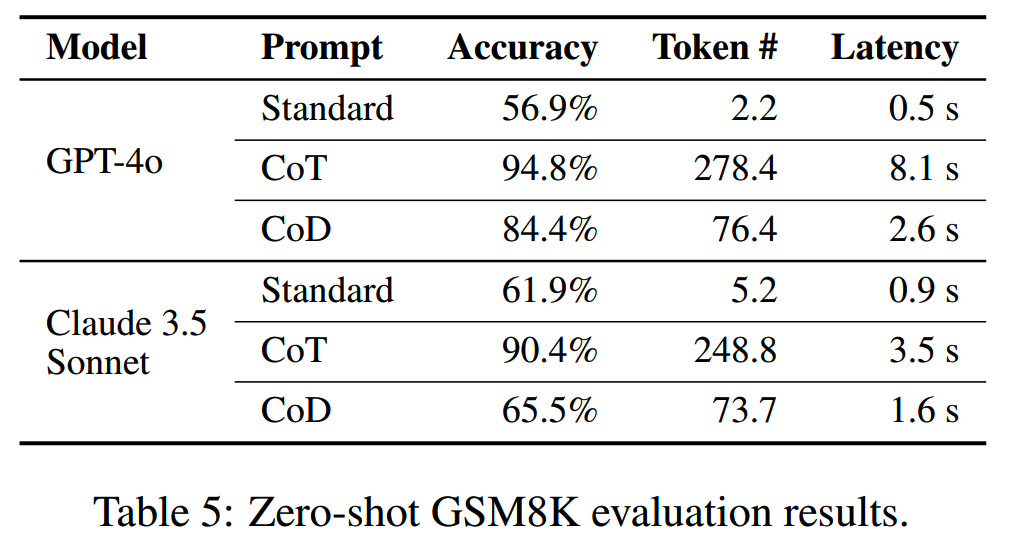 Model Prompt Accuracy Token # Latency
Standard 56.9% 2.2 0.5 s
GPT-4o CoT 94.8% 278.4 8.1 s
CoD 84.4% 76.4 2.6 s
Standard 61.9% 5.2 0.9 s
Claude 3.5
Sonnet
CoT 90.4% 248.8 3.5 s
CoD 65.5% 73.7 1.6 s
Table 5: Zero-shot GSM8K evaluation results.